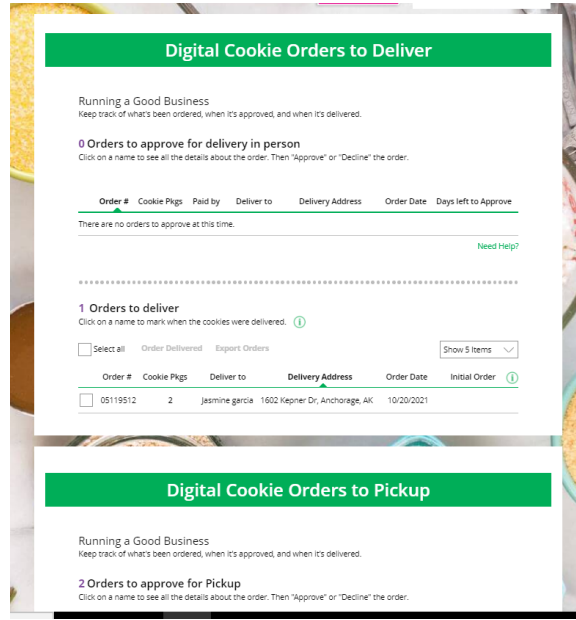 Digital Cookie Orders to Deliver
Running a Good Business
Keep track of what's been ordered, when it's approved, and when it's delivered.
0 Orders to approve for delivery in person
Click on a name to see all the details about the order. Then "Approve" or "Decline" the order.
Order # Cookie Pkgs Paid by Deliver to Delivery Address Order Date Days left to Approve
There are no orders to approve at this time.
Need Help?
1 Orders to deliver
Click on a name to mark when the cookies were delivered. i
Select all Order Delivered Export Orders Show 5 Items
Order # Cookie Pkgs Deliver to Delivery Address Order Date Initial Order i
05119512 2 Jasmine garcia 1602 Kepner Dr, Anchorage, AK 10/20/2021
Digital Cookie Orders to Pickup
Running a Good Business
Keep track of what's been ordered, when it's approved, and when it's delivered.
2 Orders to approve for Pickup
Click on a name to see all the details about the order. Then "Approve" or "Decline" the order.